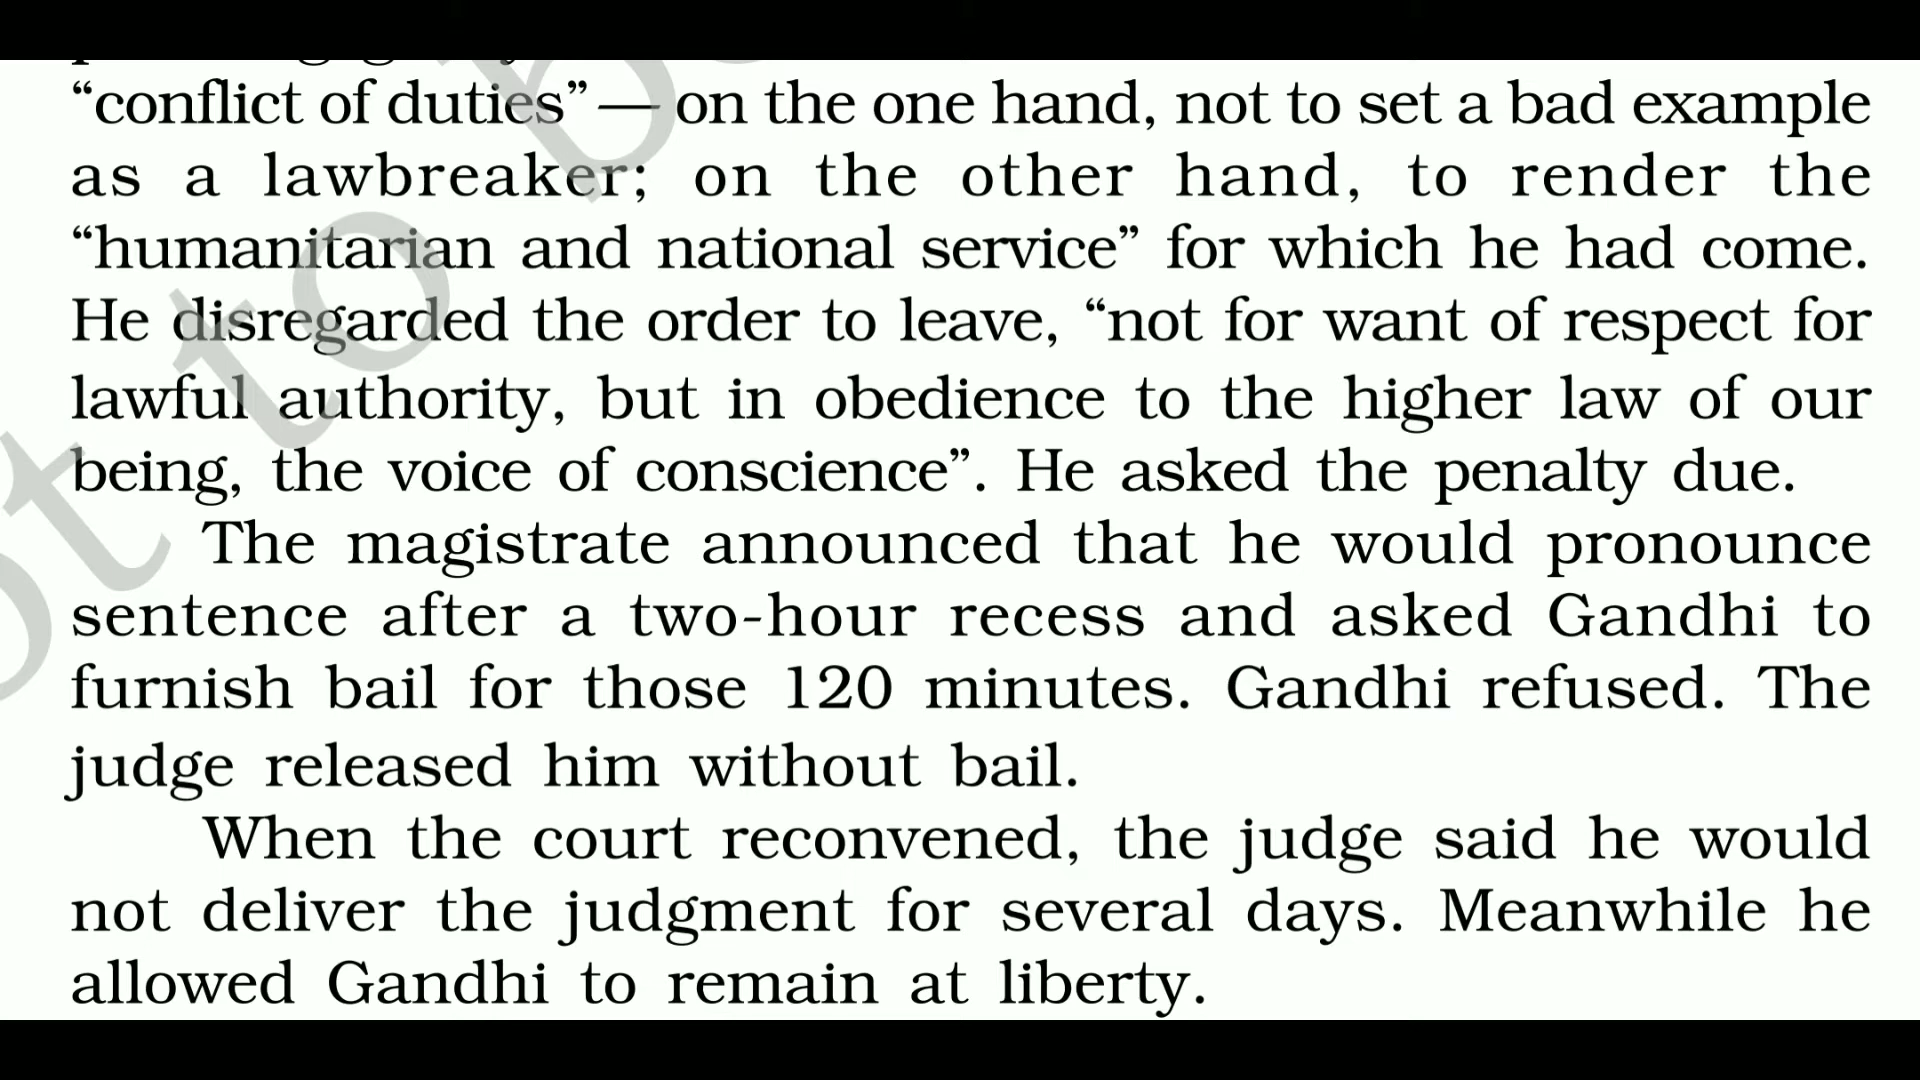 “conflict of duties” — on the one hand, not to set a bad example
as a lawbreaker; on the other hand, to render the
“humanitarian and national service” for which he had come.
He disregarded the order to leave, “not for want of respect for
lawful authority, but in obedience to the higher law of our
being, the voice of conscience”. He asked the penalty due.
The magistrate announced that he would pronounce
sentence after a two-hour recess and asked Gandhi to
furnish bail for those 120 minutes. Gandhi refused. The
judge released him without bail.
When the court reconvened, the judge said he would
not deliver the judgment for several days. Meanwhile he
allowed Gandhi to remain at liberty.